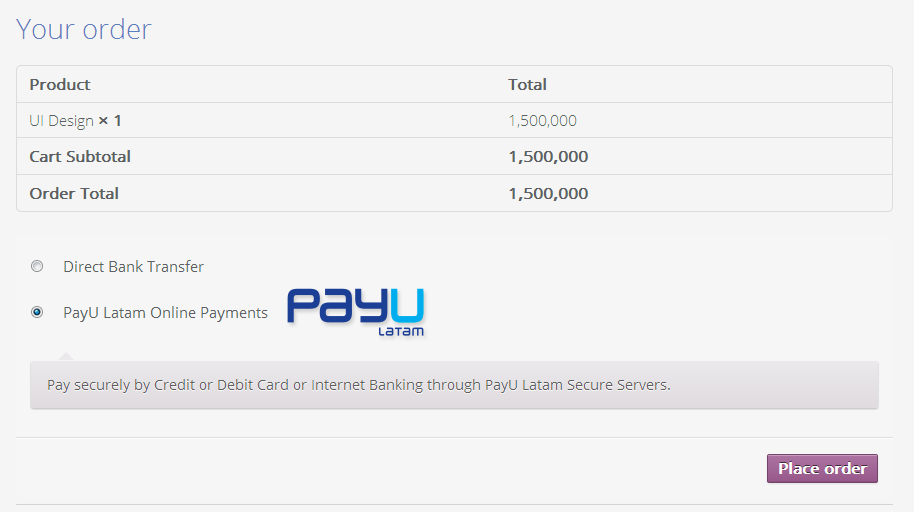 Your order
Product Total
UI Design × 1 1,500,000
Cart Subtotal 1,500,000
Order Total 1,500,000
Direct Bank Transfer
PayU Latam Online Payments payU
LATAM
Pay securely by Credit or Debit Card or Internet Banking through PayU Latam Secure Servers.
Place order